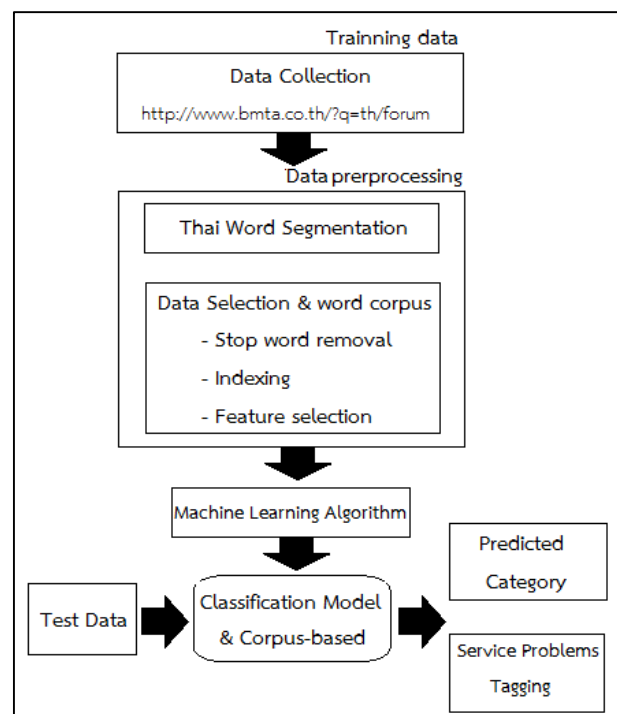 Trainning data
Data Collection
http://www.bmta.co.th/?q=th/forum
Data prerprocessing
Thai Word Segmentation
Data Selection & word corpus
- Stop word removal
- Indexing
- Feature selection
Machine Learning Algorithm
Test Data
Classification Model
& Corpus-based
Predicted
Category
Service Problems
Tagging